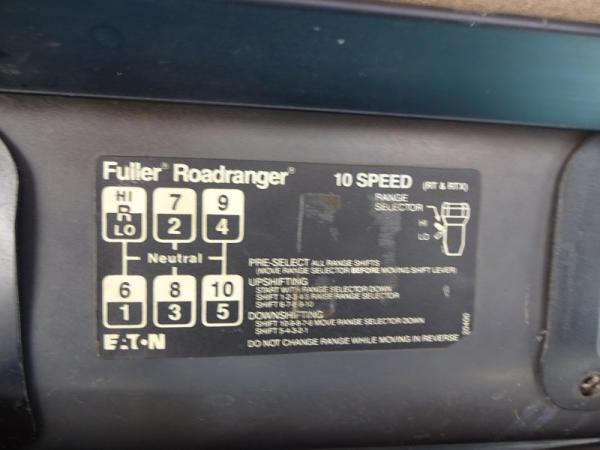 Fuller® Roadranger® 10 SPEED (RT & RTX)
HI R LO 7 2 9 4
RANGE SELECTOR
HI
LO
Neutral
6 1 8 3 10 5
PRE-SELECT ALL RANGE SHIFTS
(MOVE RANGE SELECTOR BEFORE MOVING SHIFT LEVER)
UPSHIFTING
START WITH RANGE SELECTOR DOWN
SHIFT 1-2-3-4-5 RAISE RANGE SELECTOR
SHIFT 6-7-8-9-10
DOWNSHIFTING
SHIFT 10-9-8-7-6 MOVE RANGE SELECTOR DOWN
SHIFT 5-4-3-2-1
EATON
DO NOT CHANGE RANGE WHILE MOVING IN REVERSE